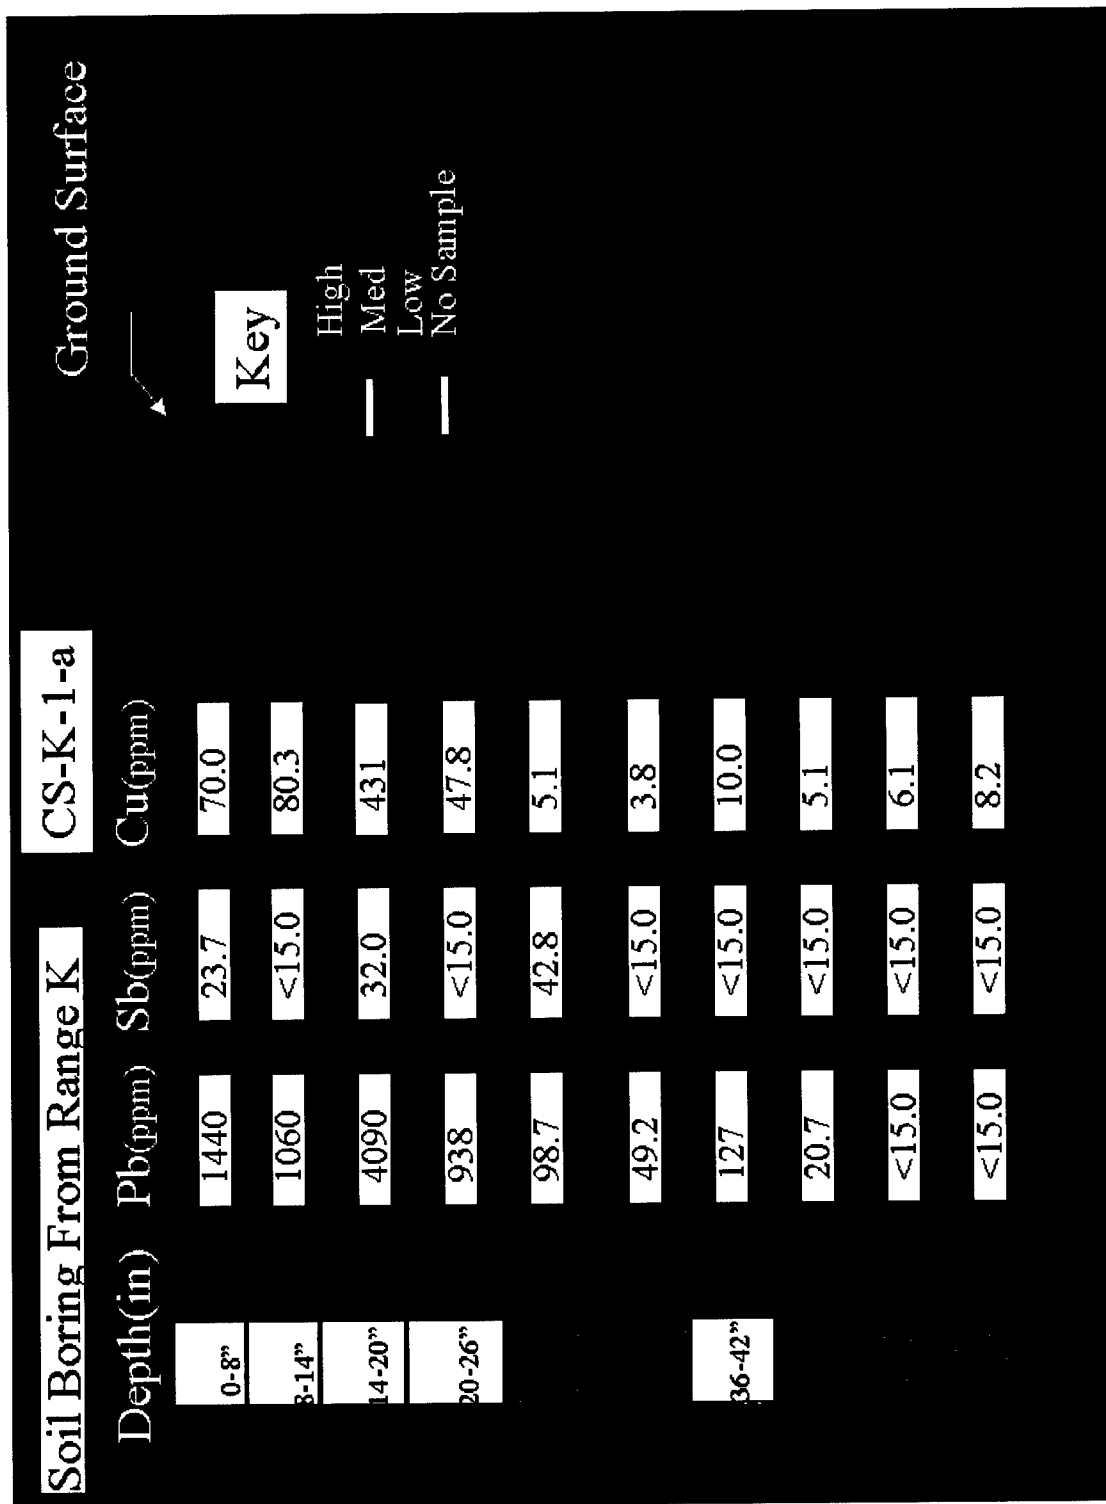 Soil Boring From Range K CS-K-1-a
Ground Surface
Depth(in) Pb(ppm) Sb(ppm) Cu(ppm)
0-8” 1440 23.7 70.0
8-14” 1060 <15.0 80.3
14-20” 4090 32.0 431
20-26” 938 <15.0 47.8
98.7 42.8 5.1
49.2 <15.0 3.8
36-42” 127 <15.0 10.0
20.7 <15.0 5.1
<15.0 <15.0 6.1
<15.0 <15.0 8.2
Key
High
Med
Low
No Sample